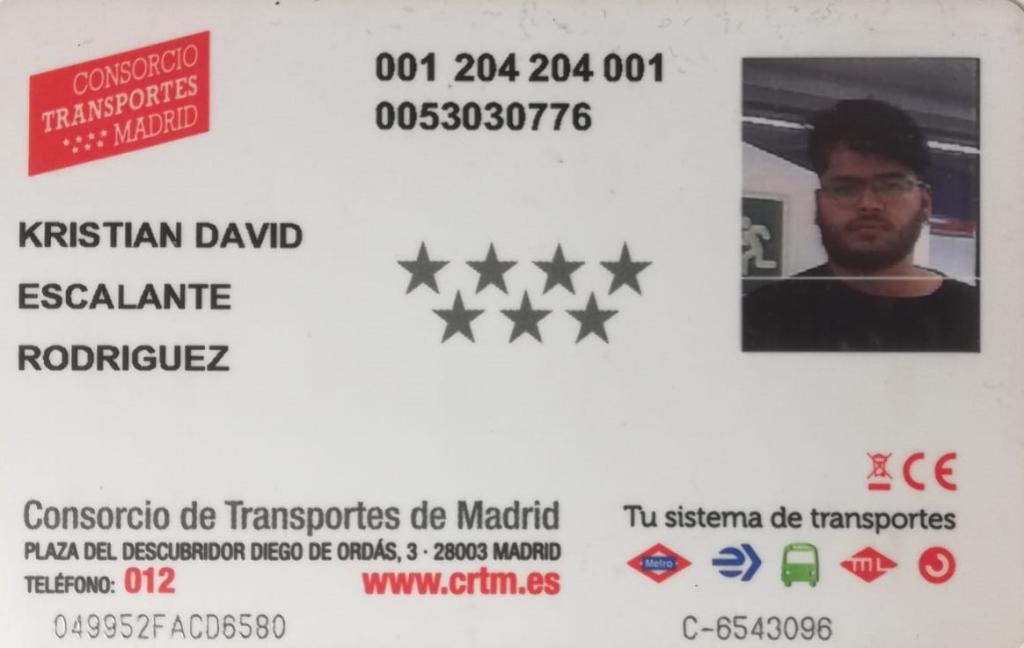 CONSORCIO
TRANSPORTES
MADRID
001 204 204 001
0053030776
KRISTIAN DAVID
ESCALANTE
RODRIGUEZ
CE
Consorcio de Transportes de Madrid
PLAZA DEL DESCUBRIDOR DIEGO DE ORDÁS, 3 · 28003 MADRID
TELÉFONO: 012
www.crtm.es
Tu sistema de transportes
Metro
ML
049952FACD6580
C-6543096